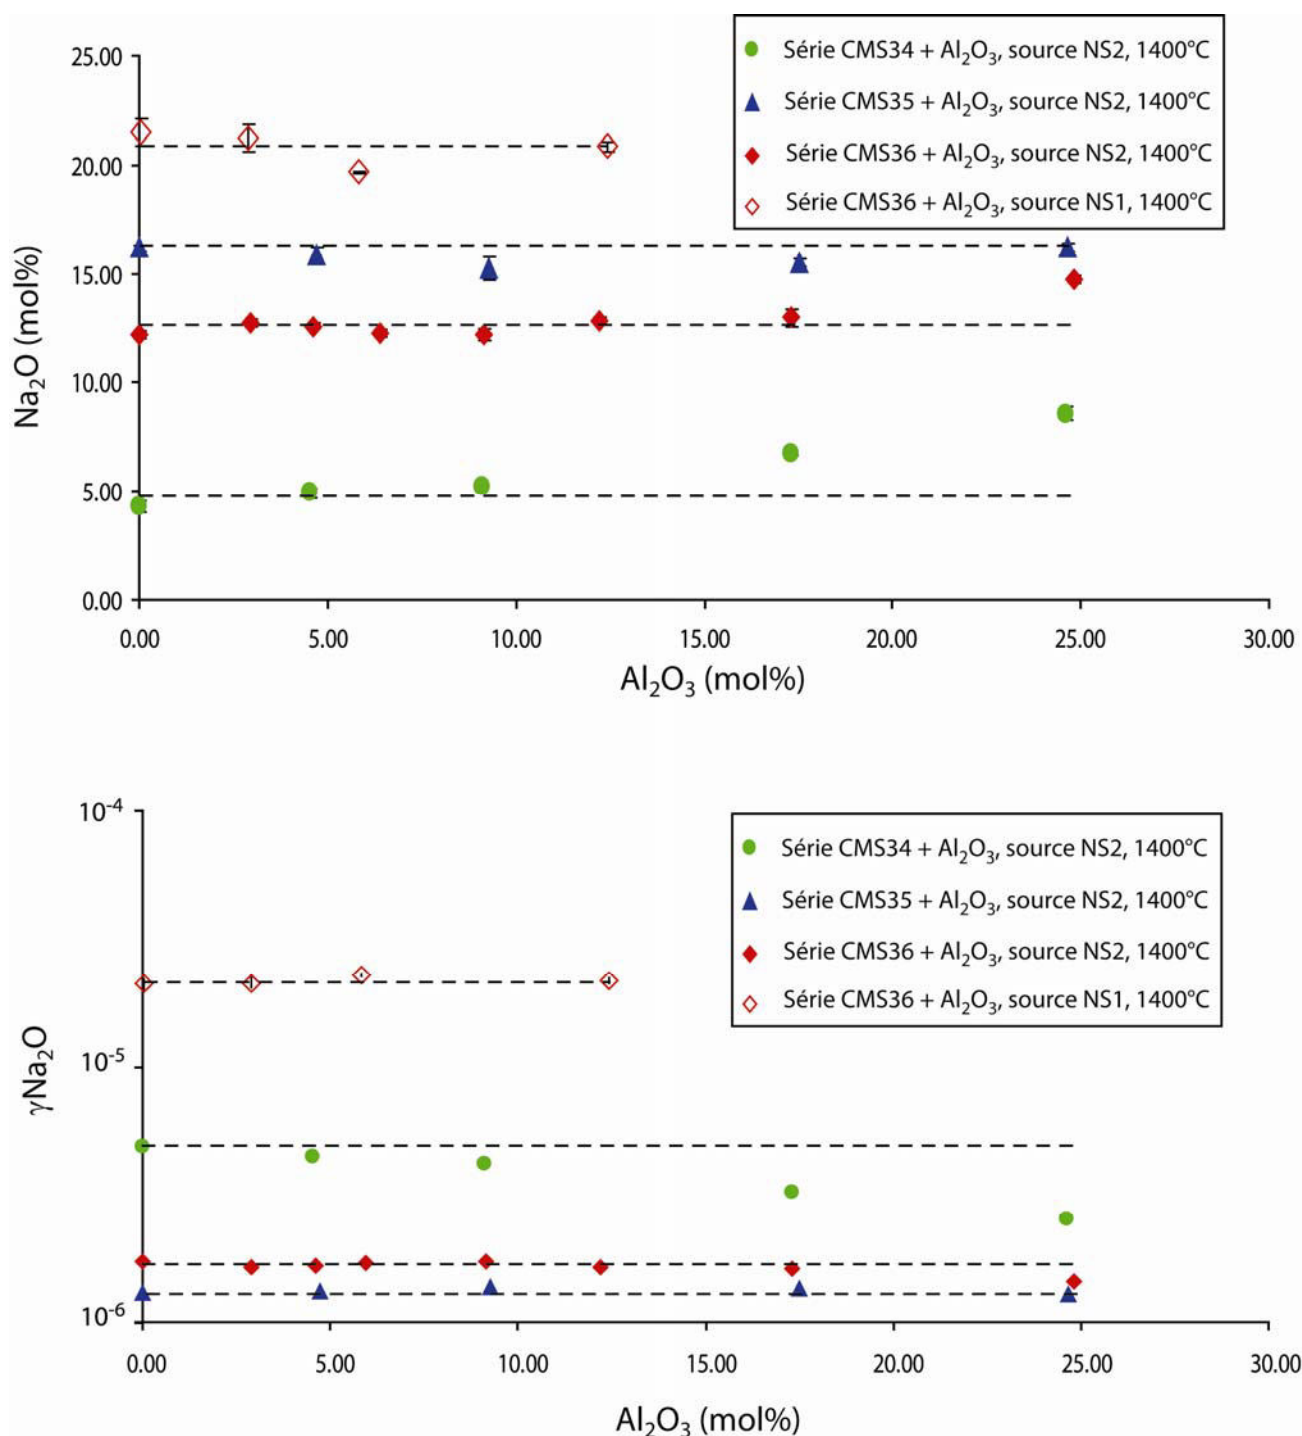 25.00
20.00
15.00
10.00
5.00
0.00
Na₂O (mol%)
Série CMS34 + Al₂O₃, source NS2, 1400°C
Série CMS35 + Al₂O₃, source NS2, 1400°C
Série CMS36 + Al₂O₃, source NS2, 1400°C
Série CMS36 + Al₂O₃, source NS1, 1400°C
0.00 5.00 10.00 15.00 20.00 25.00 30.00
Al₂O₃ (mol%)
10⁻⁴
10⁻⁵
10⁻⁶
γNa₂O
Série CMS34 + Al₂O₃, source NS2, 1400°C
Série CMS35 + Al₂O₃, source NS2, 1400°C
Série CMS36 + Al₂O₃, source NS2, 1400°C
Série CMS36 + Al₂O₃, source NS1, 1400°C
0.00 5.00 10.00 15.00 20.00 25.00 30.00
Al₂O₃ (mol%)